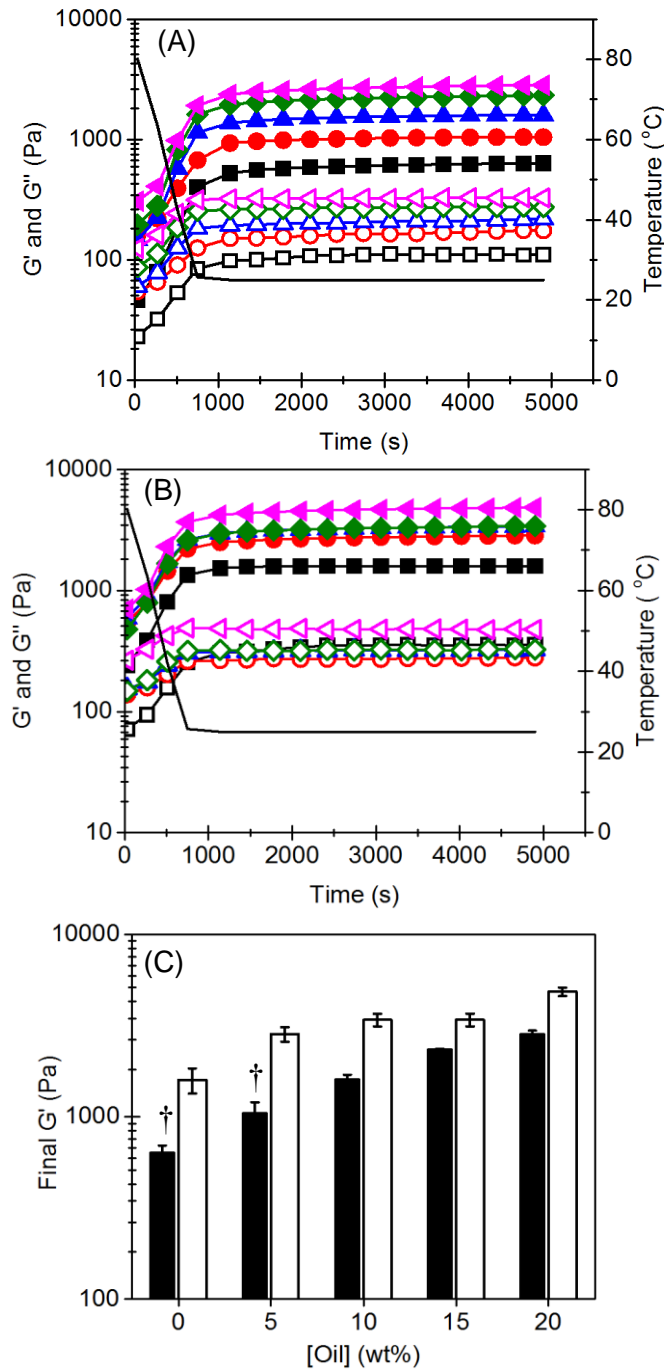 (A)
10000
1000
100
10
G' and G" (Pa)
80
60
40
20
0
Temperature (°C)
0 1000 2000 3000 4000 5000
Time (s)
(B)
10000
1000
100
10
G' and G" (Pa)
80
60
40
20
0
Temperature (°C)
0 1000 2000 3000 4000 5000
Time (s)
(C)
10000
1000
100
Final G' (Pa)
† †
0 5 10 15 20
[Oil] (wt%)